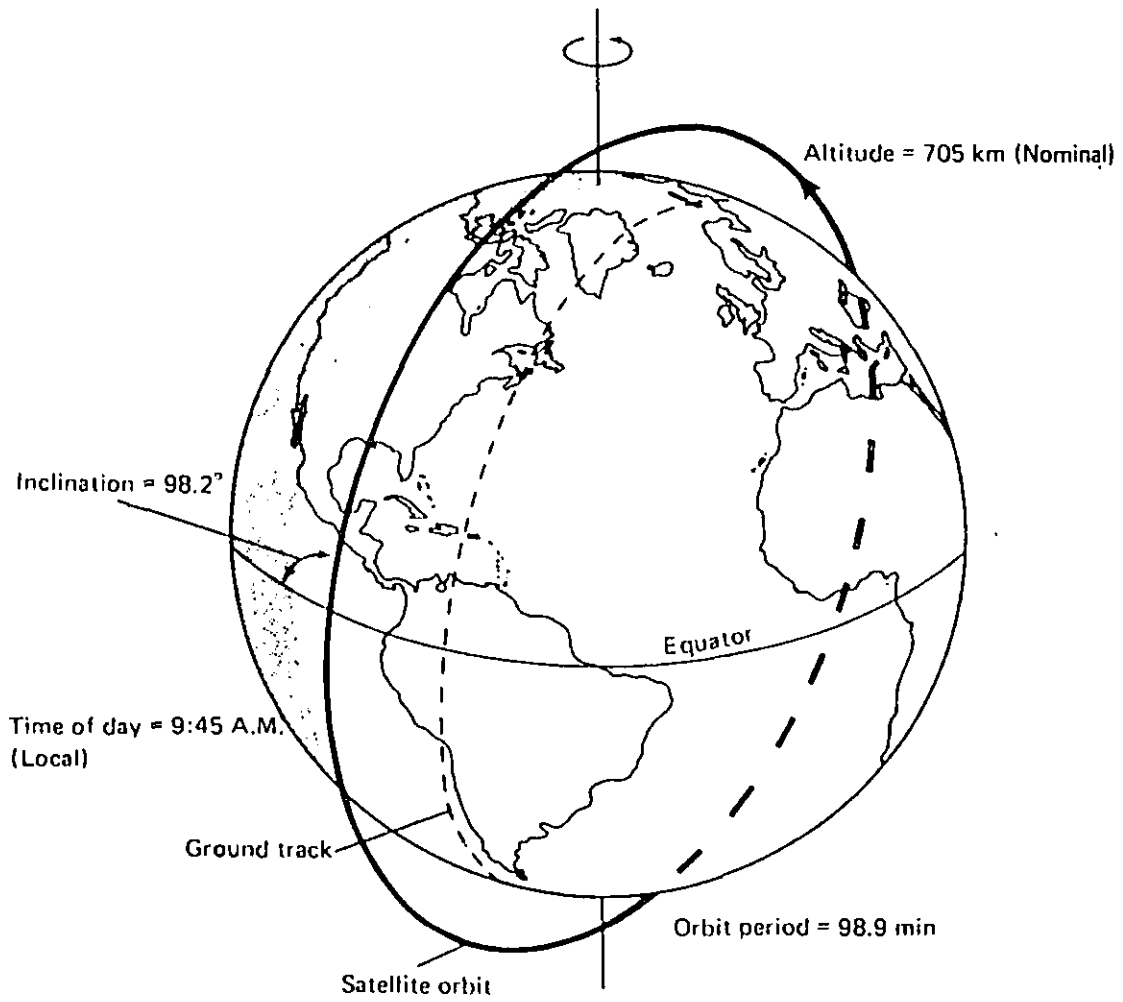 Altitude = 705 km (Nominal)
Inclination = 98.2°
Equator
Time of day = 9:45 A.M.
(Local)
Ground track
Orbit period = 98.9 min
Satellite orbit